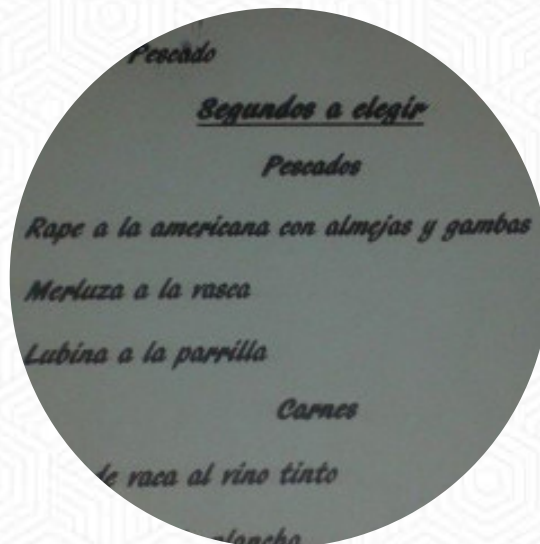 Pescado
Segundos a elegir
Pescados
Rape a la americana con almejas y gambas
Merluza a la vasca
Lubina a la parrilla
Carnes
de vaca al vino tinto
plancha